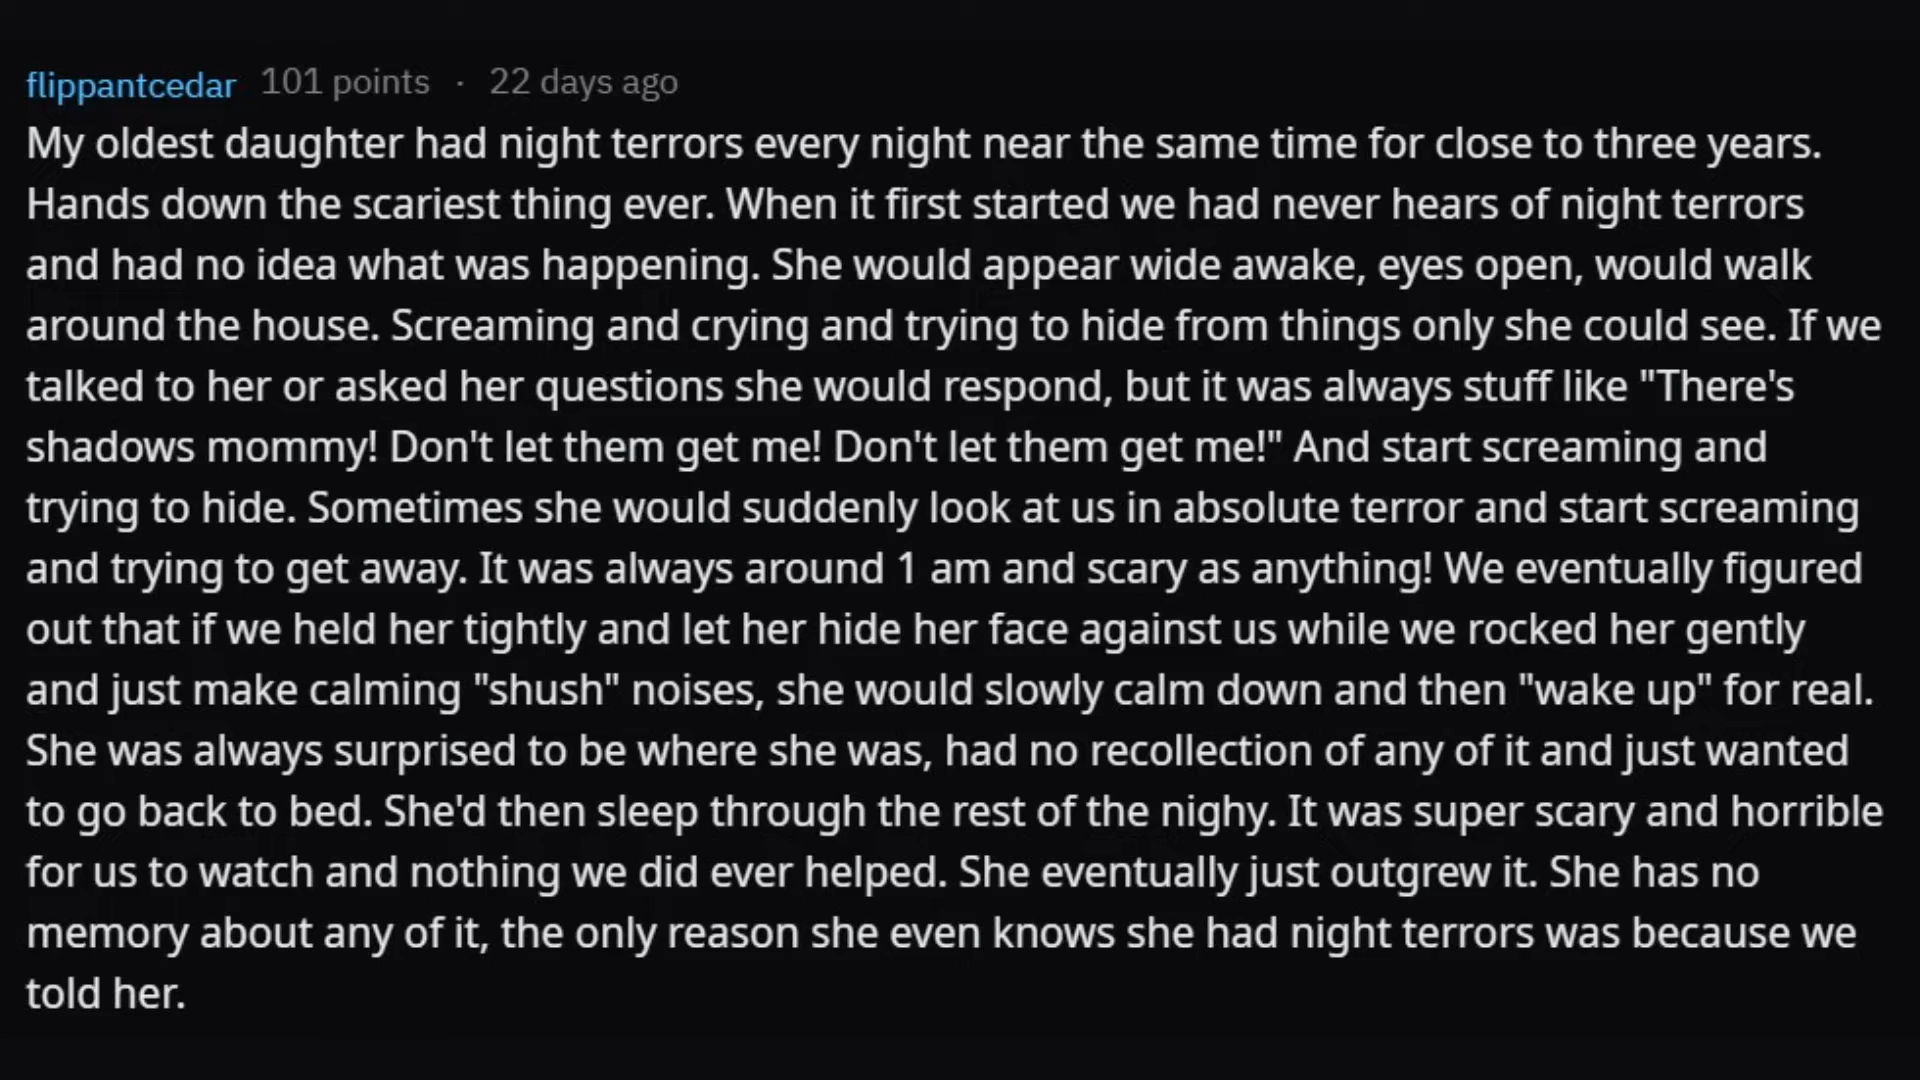 flippantcedar 101 points · 22 days ago
My oldest daughter had night terrors every night near the same time for close to three years.
Hands down the scariest thing ever. When it first started we had never hears of night terrors
and had no idea what was happening. She would appear wide awake, eyes open, would walk
around the house. Screaming and crying and trying to hide from things only she could see. If we
talked to her or asked her questions she would respond, but it was always stuff like "There's
shadows mommy! Don't let them get me! Don't let them get me!" And start screaming and
trying to hide. Sometimes she would suddenly look at us in absolute terror and start screaming
and trying to get away. It was always around 1 am and scary as anything! We eventually figured
out that if we held her tightly and let her hide her face against us while we rocked her gently
and just make calming "shush" noises, she would slowly calm down and then "wake up" for real.
She was always surprised to be where she was, had no recollection of any of it and just wanted
to go back to bed. She'd then sleep through the rest of the nighy. It was super scary and horrible
for us to watch and nothing we did ever helped. She eventually just outgrew it. She has no
memory about any of it, the only reason she even knows she had night terrors was because we
told her.